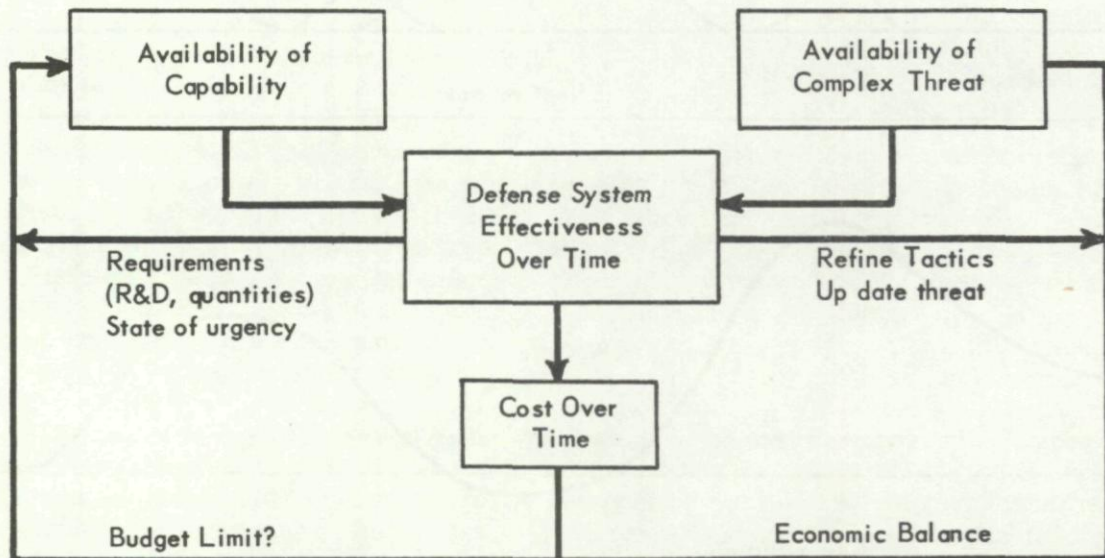 Availability of
Capability
Availability of
Complex Threat
Defense System
Effectiveness
Over Time
Requirements
(R&D, quantities)
State of urgency
Refine Tactics
Up date threat
Cost Over
Time
Budget Limit?
Economic Balance